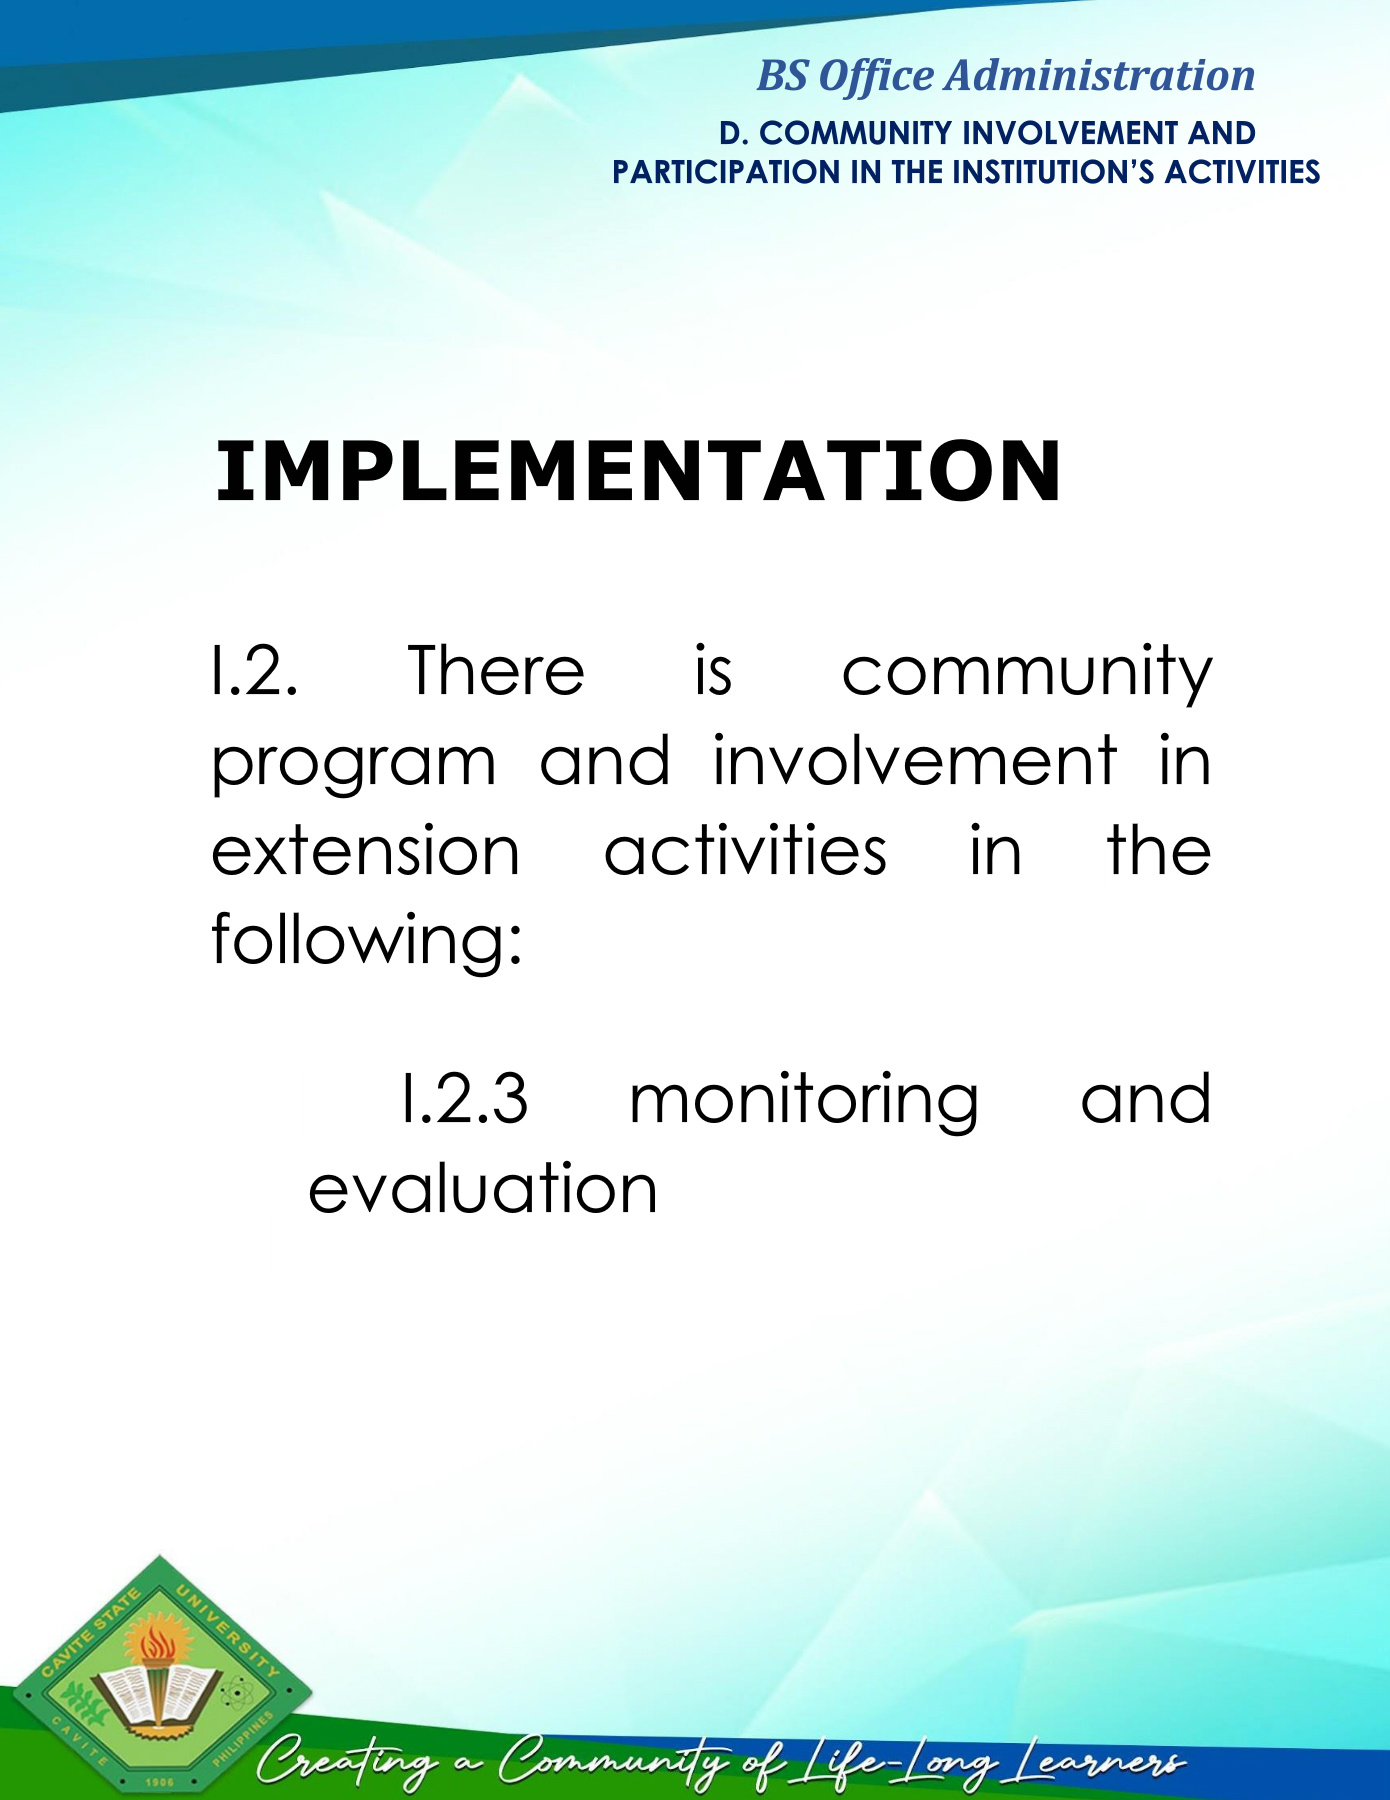 BS Office Administration
D. COMMUNITY INVOLVEMENT AND
PARTICIPATION IN THE INSTITUTION’S ACTIVITIES
IMPLEMENTATION
I.2. There is community
program and involvement in
extension activities in the
following:
I.2.3 monitoring and
evaluation
CAVITE STATE UNIVERSITY
CAVITE PHILIPPINES
1906
Creating a Community of Life-Long Learners